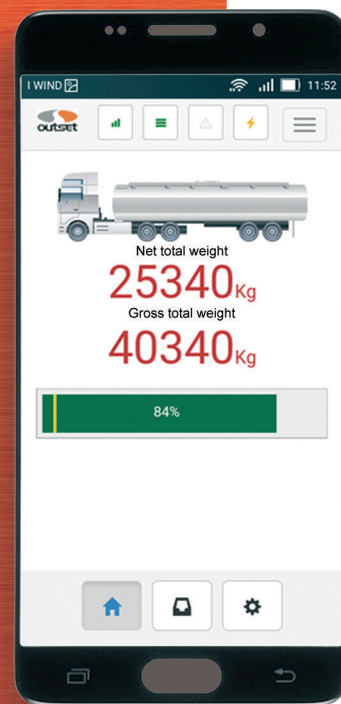 I WIND
11:52
outset
Net total weight
25340Kg
Gross total weight
40340Kg
84%